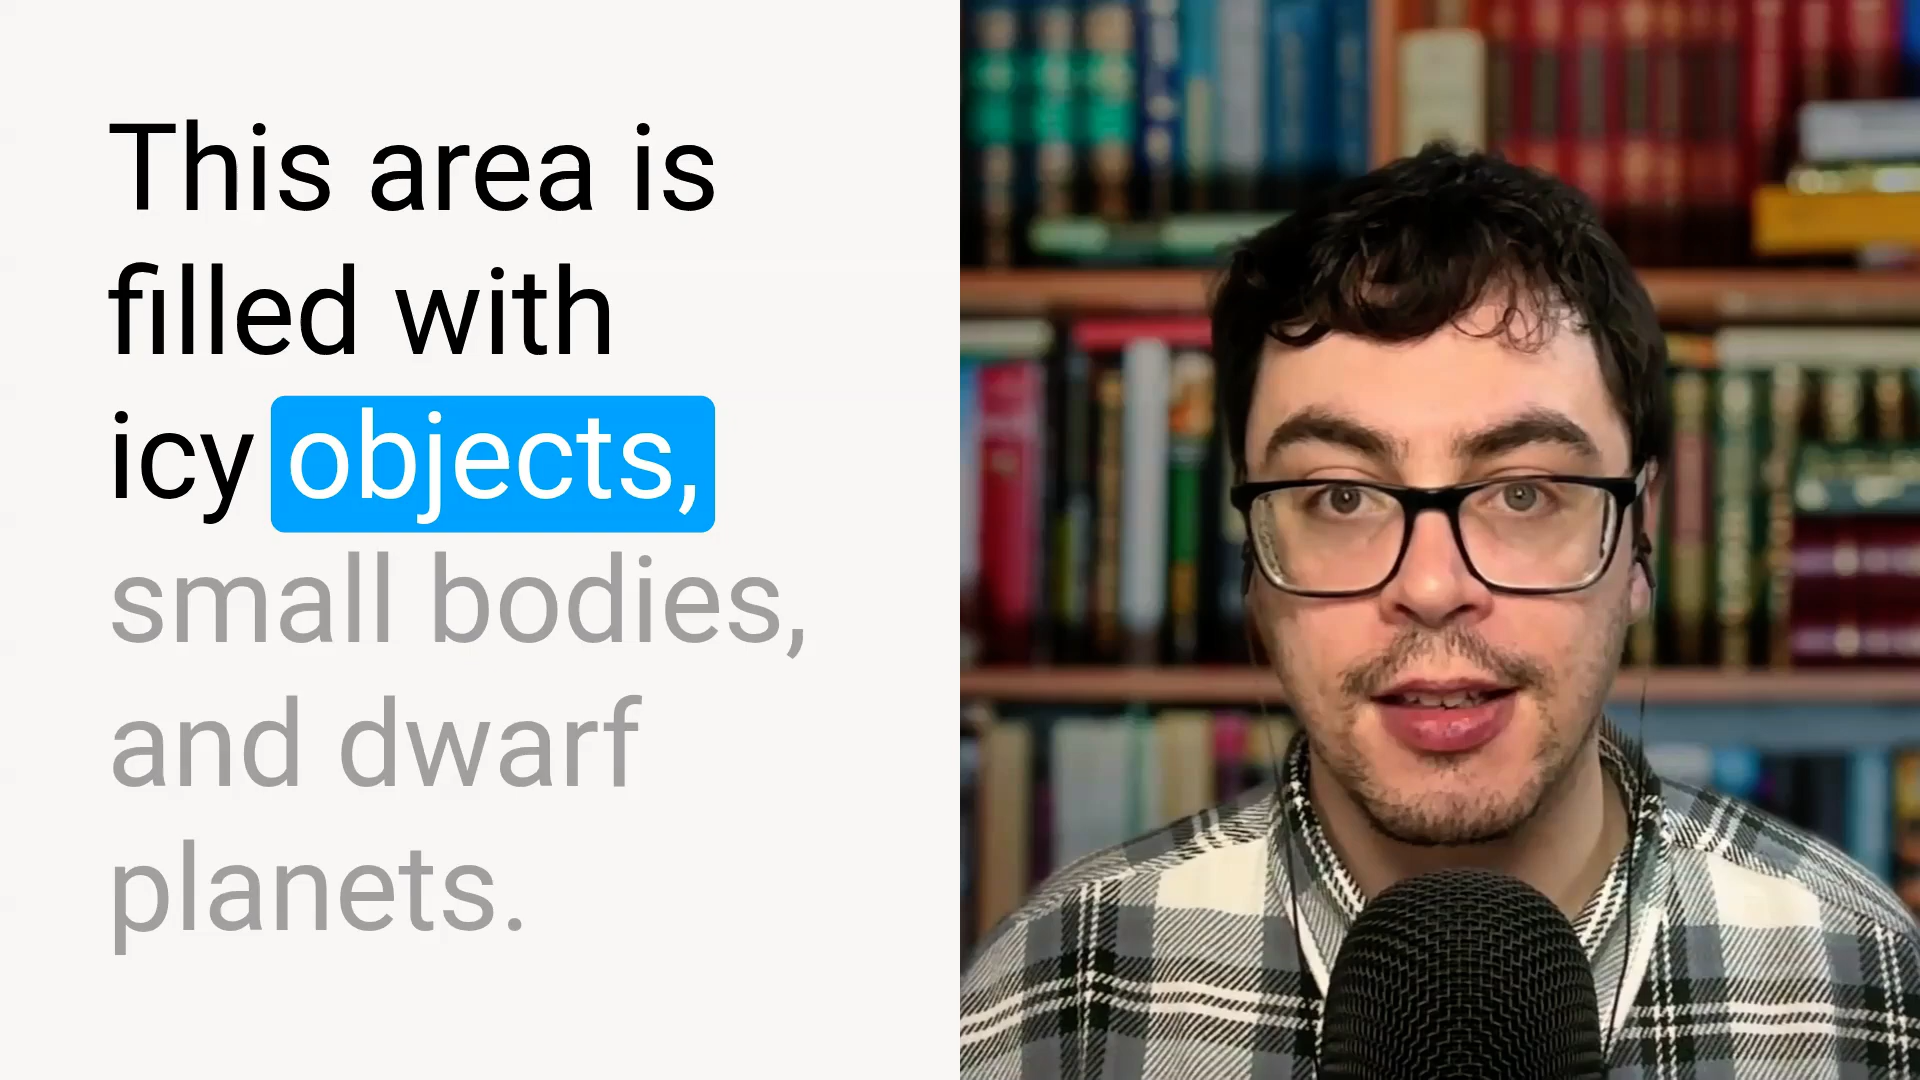 This area is
filled with
icy objects,
small bodies,
and dwarf
planets.